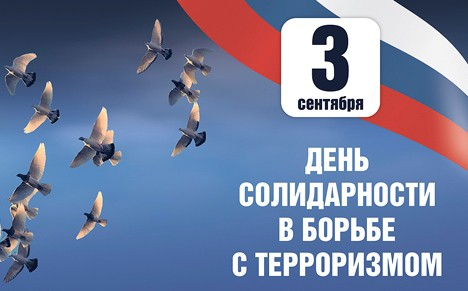 3
сентября
ДЕНЬ
СОЛИДАРНОСТИ
В БОРЬБЕ
С ТЕРРОРИЗМОМ